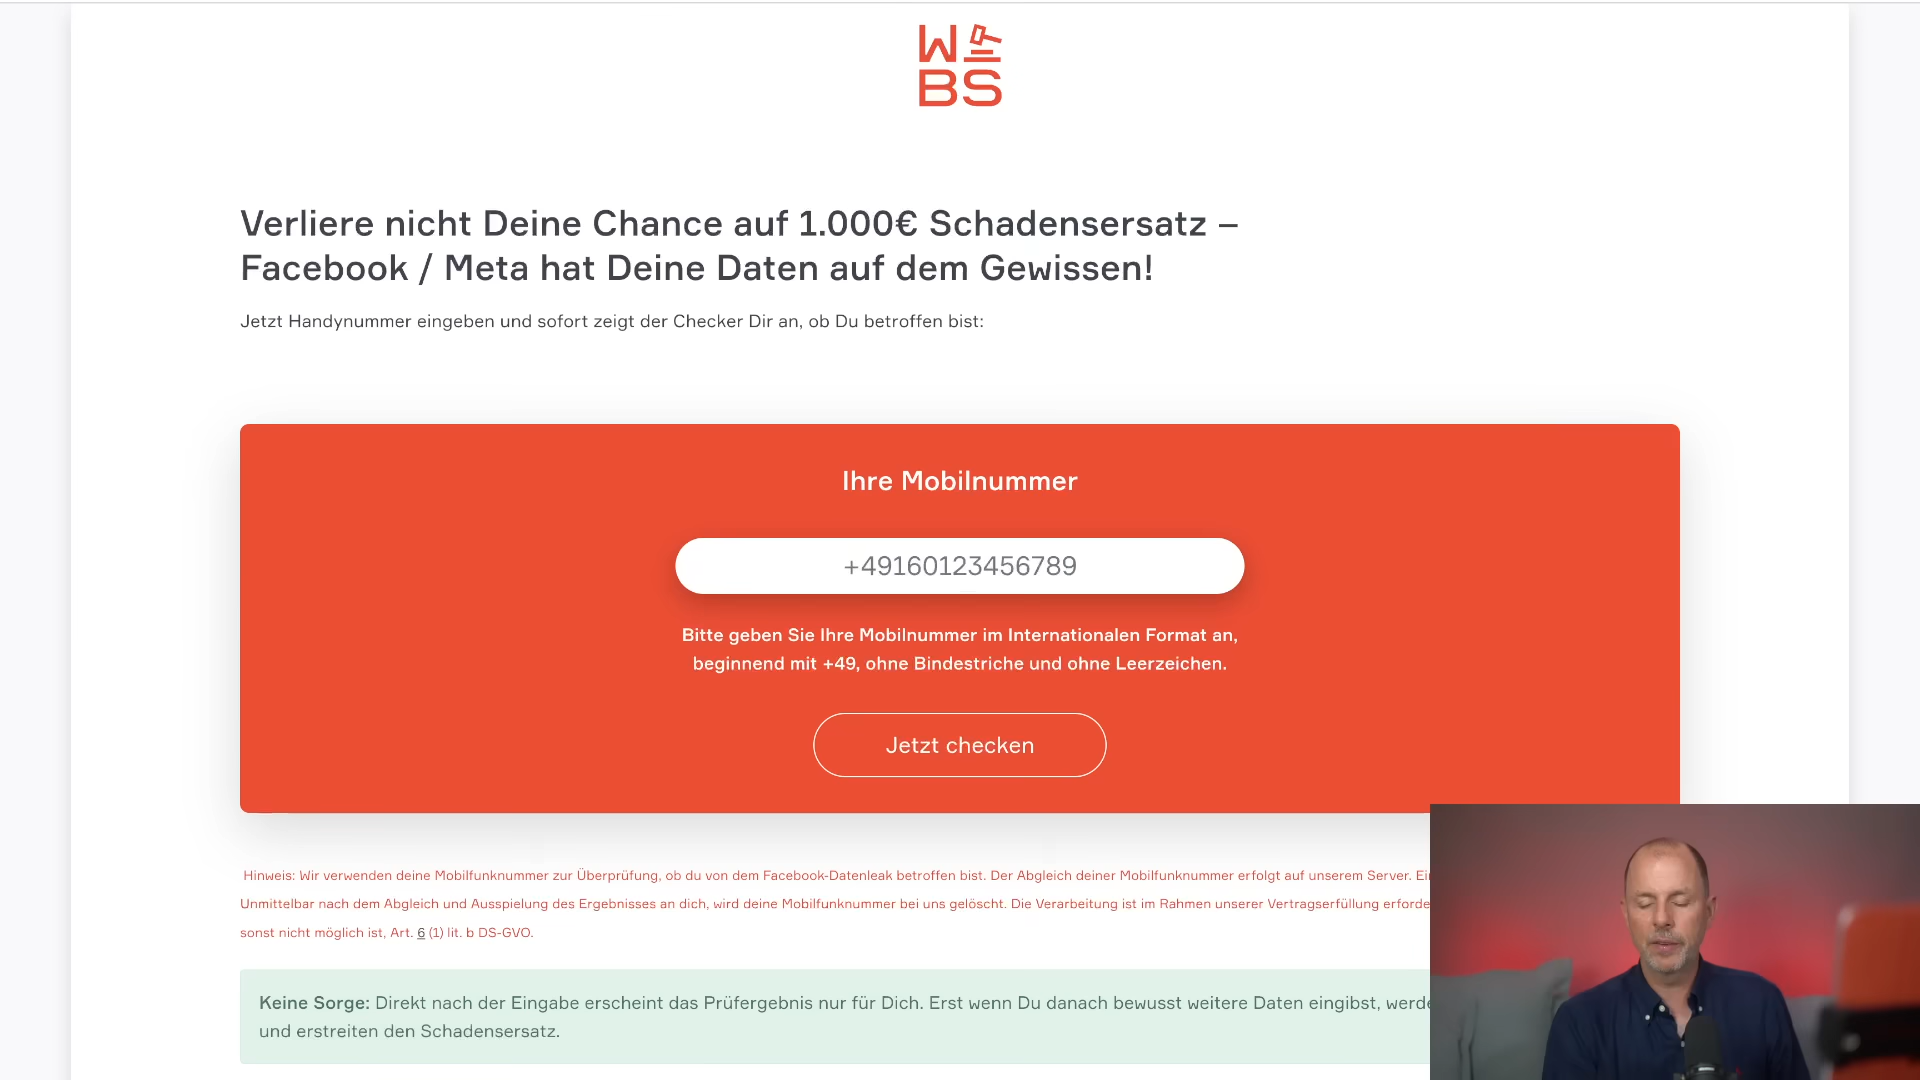 W
BS
Verliere nicht Deine Chance auf 1.000€ Schadensersatz –
Facebook / Meta hat Deine Daten auf dem Gewissen!
Jetzt Handynummer eingeben und sofort zeigt der Checker Dir an, ob Du betroffen bist:
Ihre Mobilnummer
+49160123456789
Bitte geben Sie Ihre Mobilnummer im Internationalen Format an,
beginnend mit +49, ohne Bindestriche und ohne Leerzeichen.
Jetzt checken
Hinweis: Wir verwenden deine Mobilfunknummer zur Überprüfung, ob du von dem Facebook-Datenleak betroffen bist. Der Abgleich deiner Mobilfunknummer erfolgt auf unserem Server.
Unmittelbar nach dem Abgleich und Ausspielung des Ergebnisses an dich, wird deine Mobilfunknummer bei uns gelöscht. Die Verarbeitung ist im Rahmen unserer Vertragserfüllung
sonst nicht möglich ist, Art. 6 (1) lit. b DS-GVO.
Keine Sorge: Direkt nach der Eingabe erscheint das Prüfergebnis nur für Dich. Erst wenn Du danach bewusst weitere Daten eingibst,
und erstreiten den Schadensersatz.